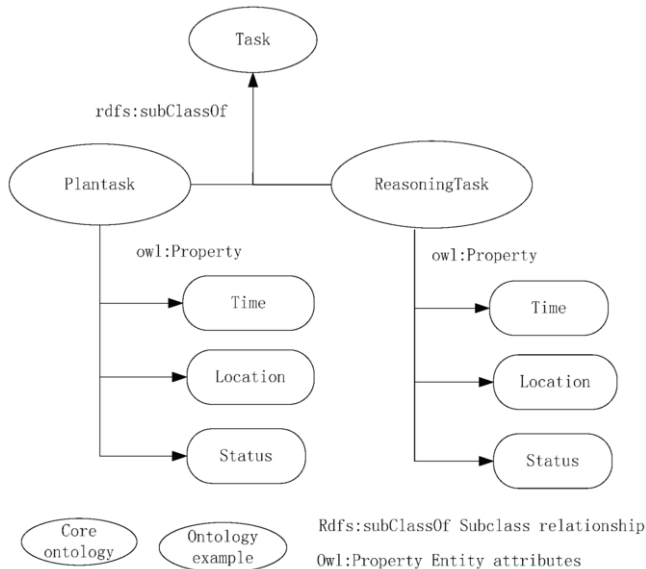 Task
rdfs:subClassOf
Plantask
ReasoningTask
owl:Property
owl:Property
Time
Time
Location
Location
Status
Status
Core
ontology
Ontology
example
Rdfs:subClassOf Subclass relationship
Owl:Property Entity attributes